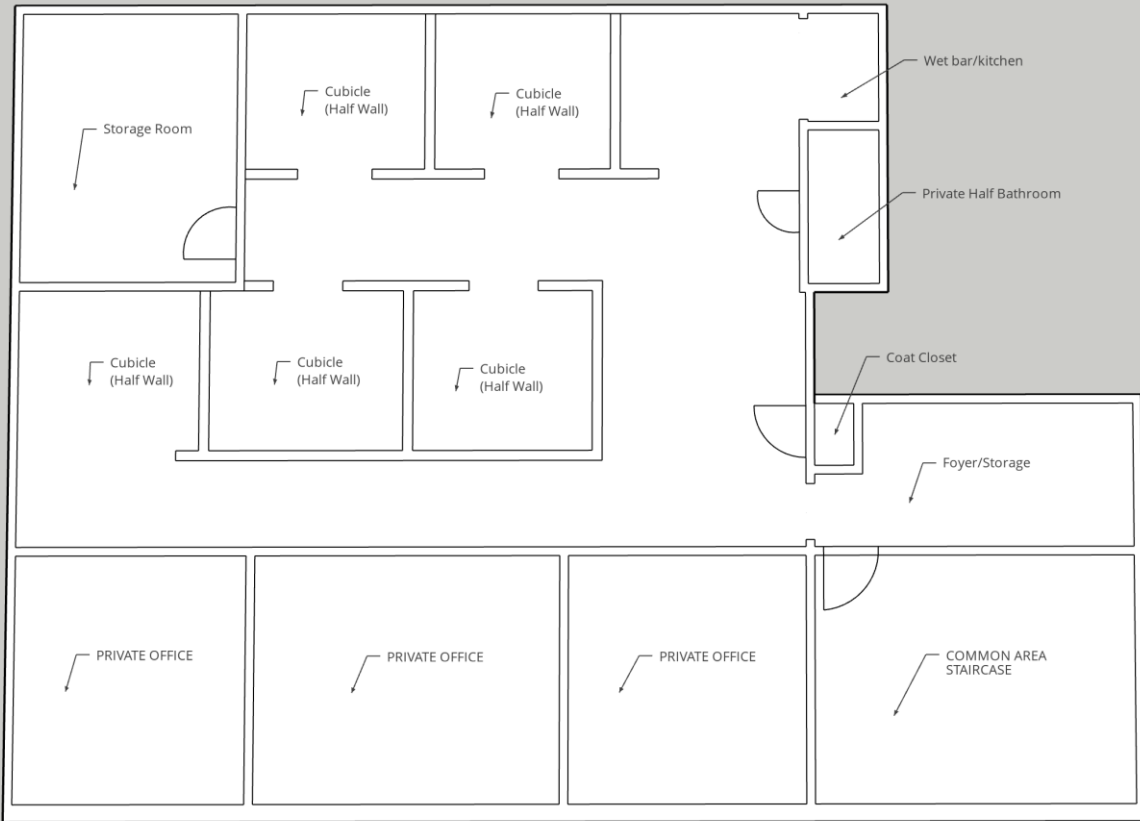 Wet bar/kitchen
Cubicle
(Half Wall)
Cubicle
(Half Wall)
Storage Room
Private Half Bathroom
Coat Closet
Cubicle
(Half Wall)
Cubicle
(Half Wall)
Cubicle
(Half Wall)
Foyer/Storage
PRIVATE OFFICE
PRIVATE OFFICE
PRIVATE OFFICE
COMMON AREA
STAIRCASE